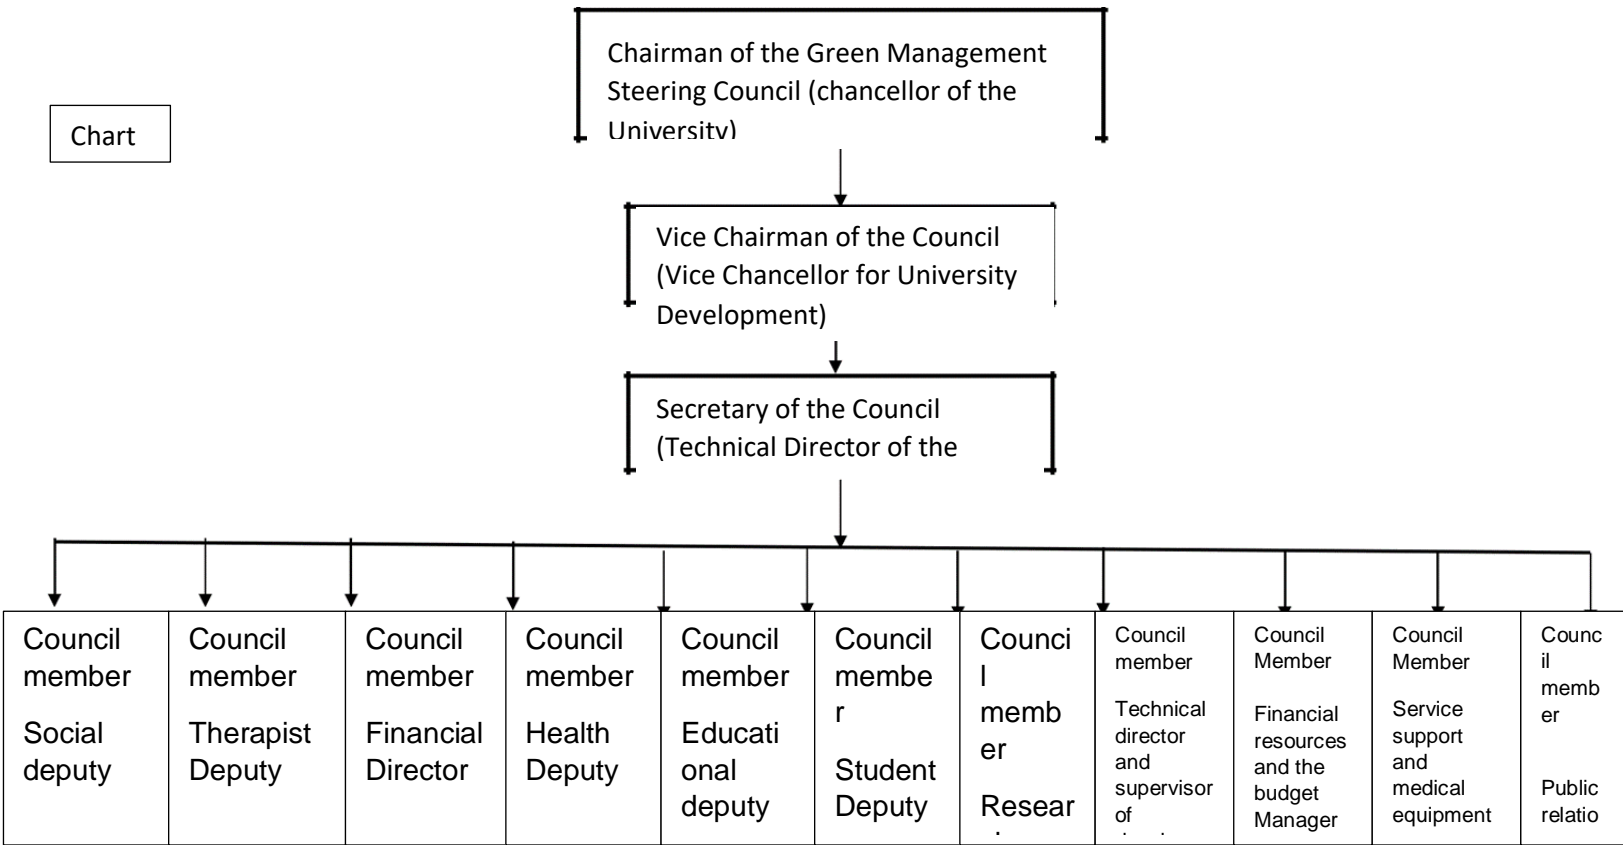 Chart
Chairman of the Green Management
Steering Council (chancellor of the
University)
Vice Chairman of the Council
(Vice Chancellor for University
Development)
Secretary of the Council
(Technical Director of the
Council
member
Social
deputy
Council
member
Therapist
Deputy
Council
member
Financial
Director
Council
member
Health
Deputy
Council
member
Educati
onal
deputy
Council
membe
r
Student
Deputy
Counci
l
memb
er
Resear
Council
member
Technical
director
and
supervisor
of
Council
Member
Financial
resources
and the
budget
Manager
Council
Member
Service
support
and
medical
equipment
Counc
il
memb
er
Public
relatio